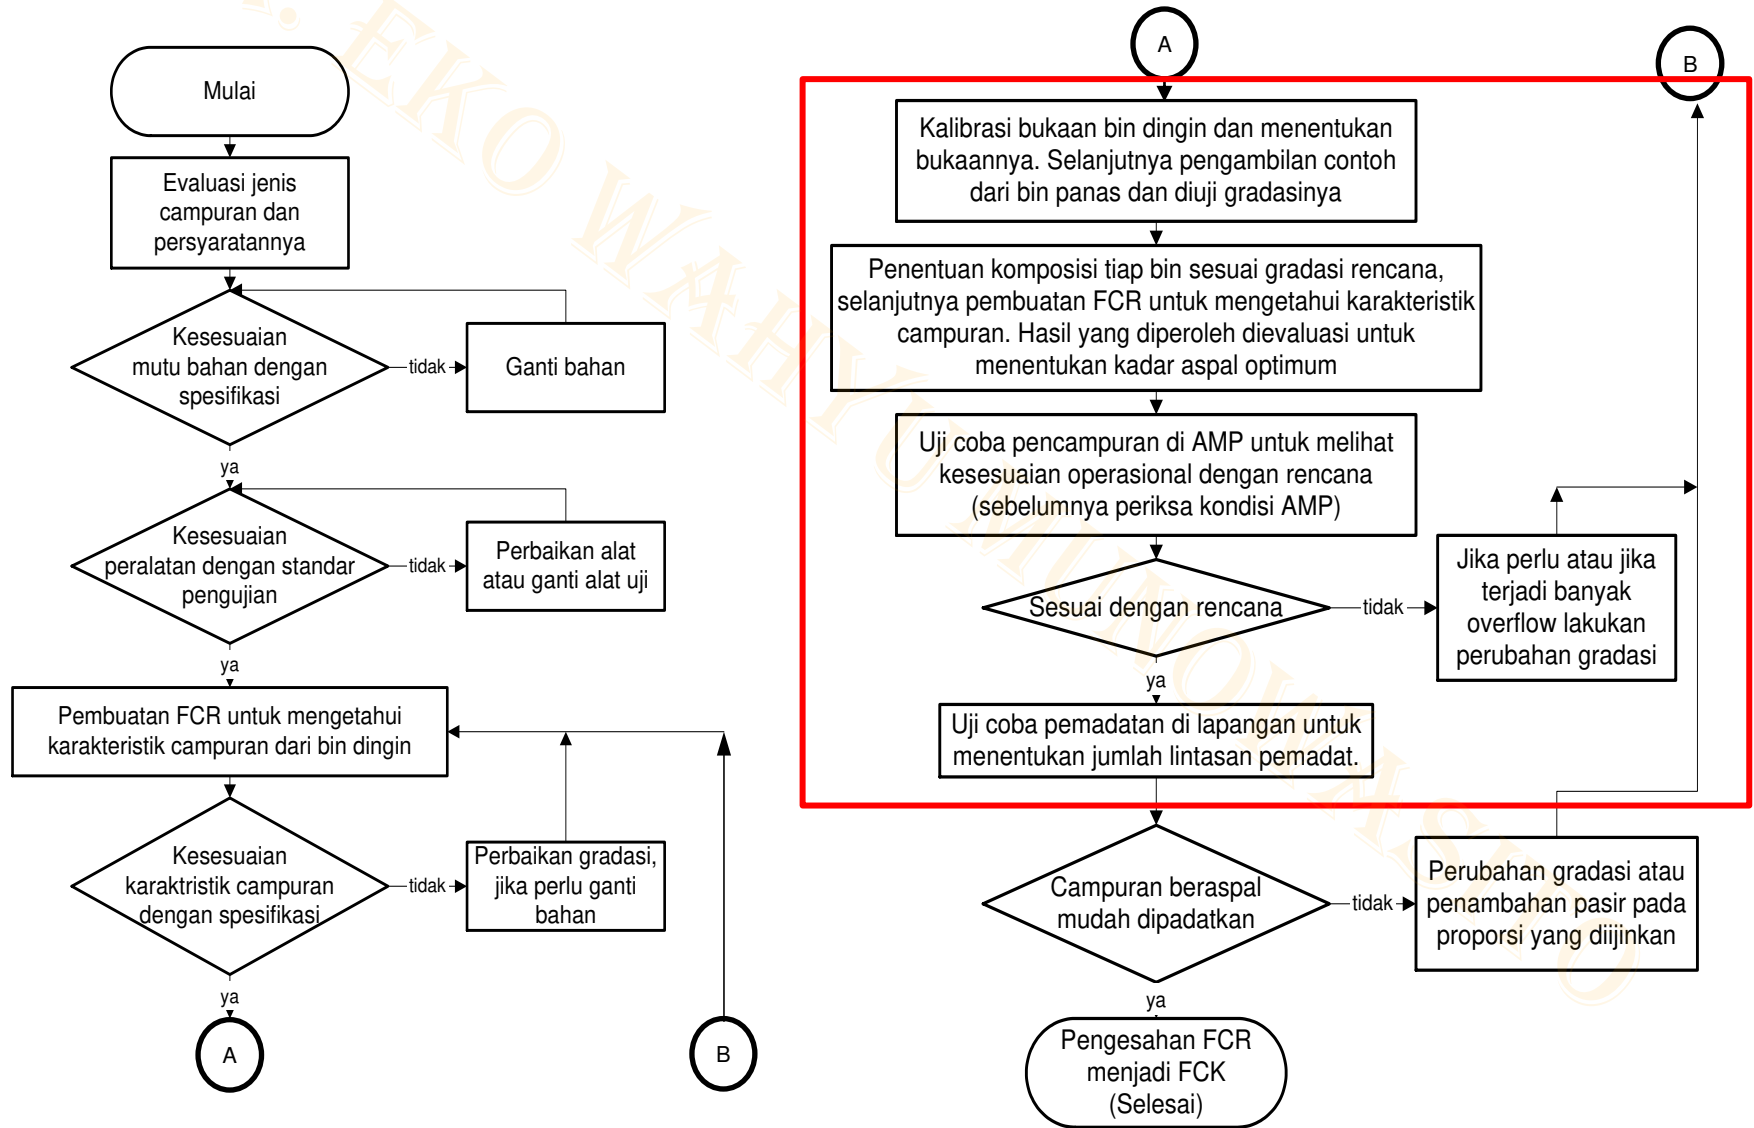 Mulai
Evaluasi jenis
campuran dan
persyaratannya
Kesesuaian
mutu bahan dengan
spesifikasi
tidak
Ganti bahan
ya
Kesesuaian
peralatan dengan standar
pengujian
tidak
Perbaikan alat
atau ganti alat uji
ya
Pembuatan FCR untuk mengetahui
karakteristik campuran dari bin dingin
Kesesuaian
karaktristik campuran
dengan spesifikasi
tidak
Perbaikan gradasi,
jika perlu ganti
bahan
ya
A
B
A
B
Kalibrasi bukaan bin dingin dan menentukan
bukaannya. Selanjutnya pengambilan contoh
dari bin panas dan diuji gradasinya
Penentuan komposisi tiap bin sesuai gradasi rencana,
selanjutnya pembuatan FCR untuk mengetahui karakteristik
campuran. Hasil yang diperoleh dievaluasi untuk
menentukan kadar aspal optimum
Uji coba pencampuran di AMP untuk melihat
kesesuaian operasional dengan rencana
(sebelumnya periksa kondisi AMP)
Sesuai dengan rencana
tidak
Jika perlu atau jika
terjadi banyak
overflow lakukan
perubahan gradasi
ya
Uji coba pemadatan di lapangan untuk
menentukan jumlah lintasan pemadat.
Campuran beraspal
mudah dipadatkan
tidak
Perubahan gradasi atau
penambahan pasir pada
proporsi yang diijinkan
ya
Pengesahan FCR
menjadi FCK
(Selesai)
. EKO WAHYU MUNOWASITO